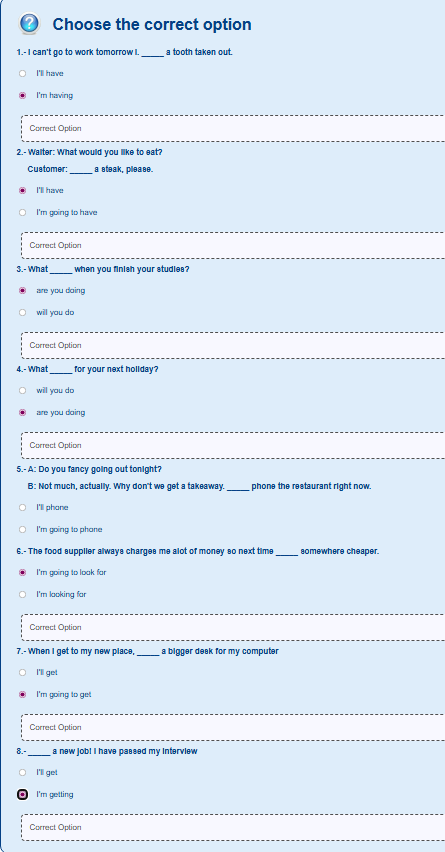 Choose the correct option
1.- I can't go to work tomorrow I. _____ a tooth taken out.
I'll have
I'm having
Correct Option
2.- Waiter: What would you like to eat?
Customer: _____ a steak, please.
I'll have
I'm going to have
Correct Option
3.- What _____ when you finish your studies?
are you doing
will you do
Correct Option
4.- What _____ for your next holiday?
will you do
are you doing
Correct Option
5.- A: Do you fancy going out tonight?
B: Not much, actually. Why don't we get a takeaway. _____ phone the restaurant right now.
I'll phone
I'm going to phone
6.- The food supplier always charges me alot of money so next time _____ somewhere cheaper.
I'm going to look for
I'm looking for
Correct Option
7.- When I get to my new place, _____ a bigger desk for my computer
I'll get
I'm going to get
Correct Option
8.- _____ a new job! I have passed my interview
I'll get
I'm getting
Correct Option